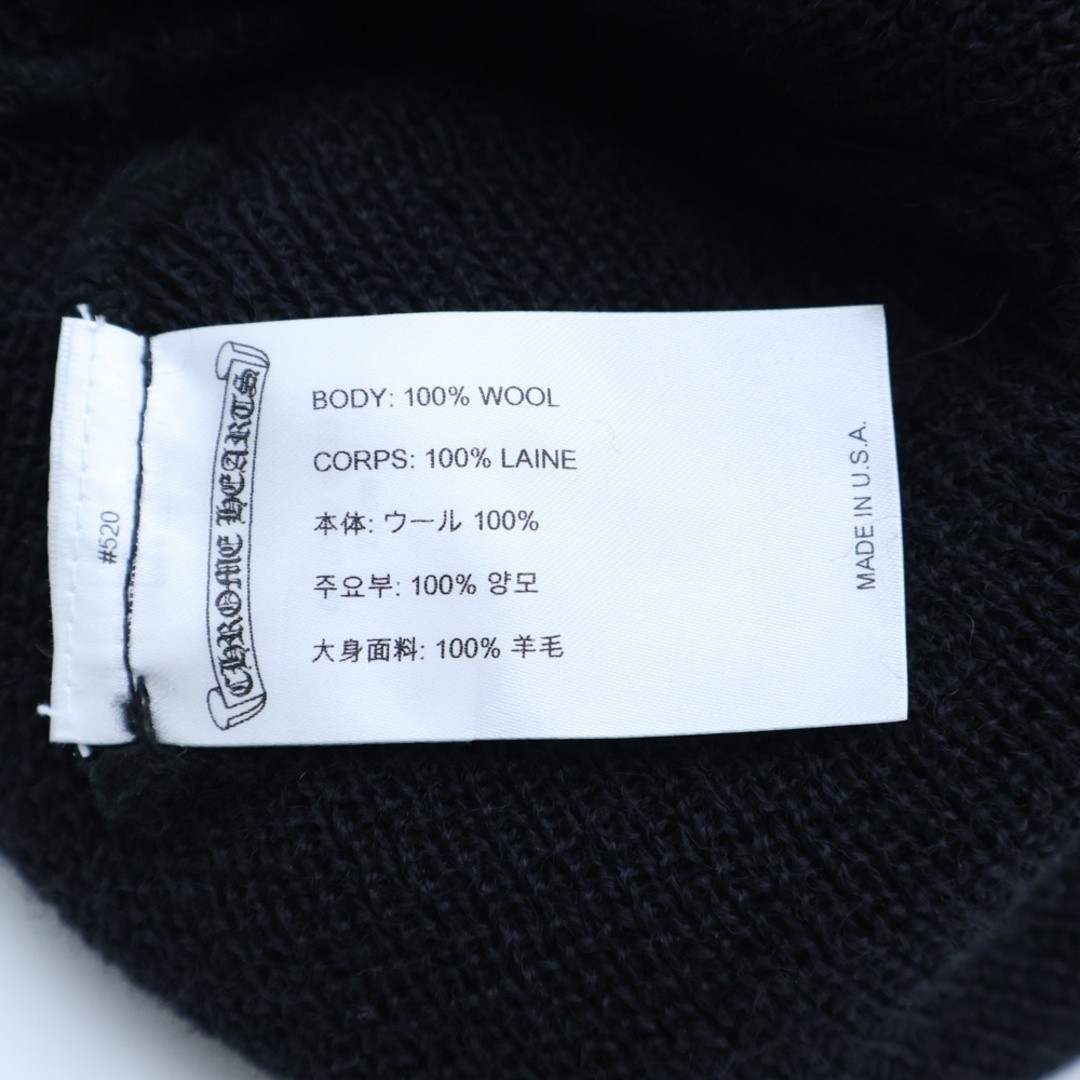 #520
CHROME HEARTS
BODY: 100% WOOL
CORPS: 100% LAINE
本体: ウール 100%
주요부: 100% 양모
大身面料: 100% 羊毛
MADE IN U.S.A.